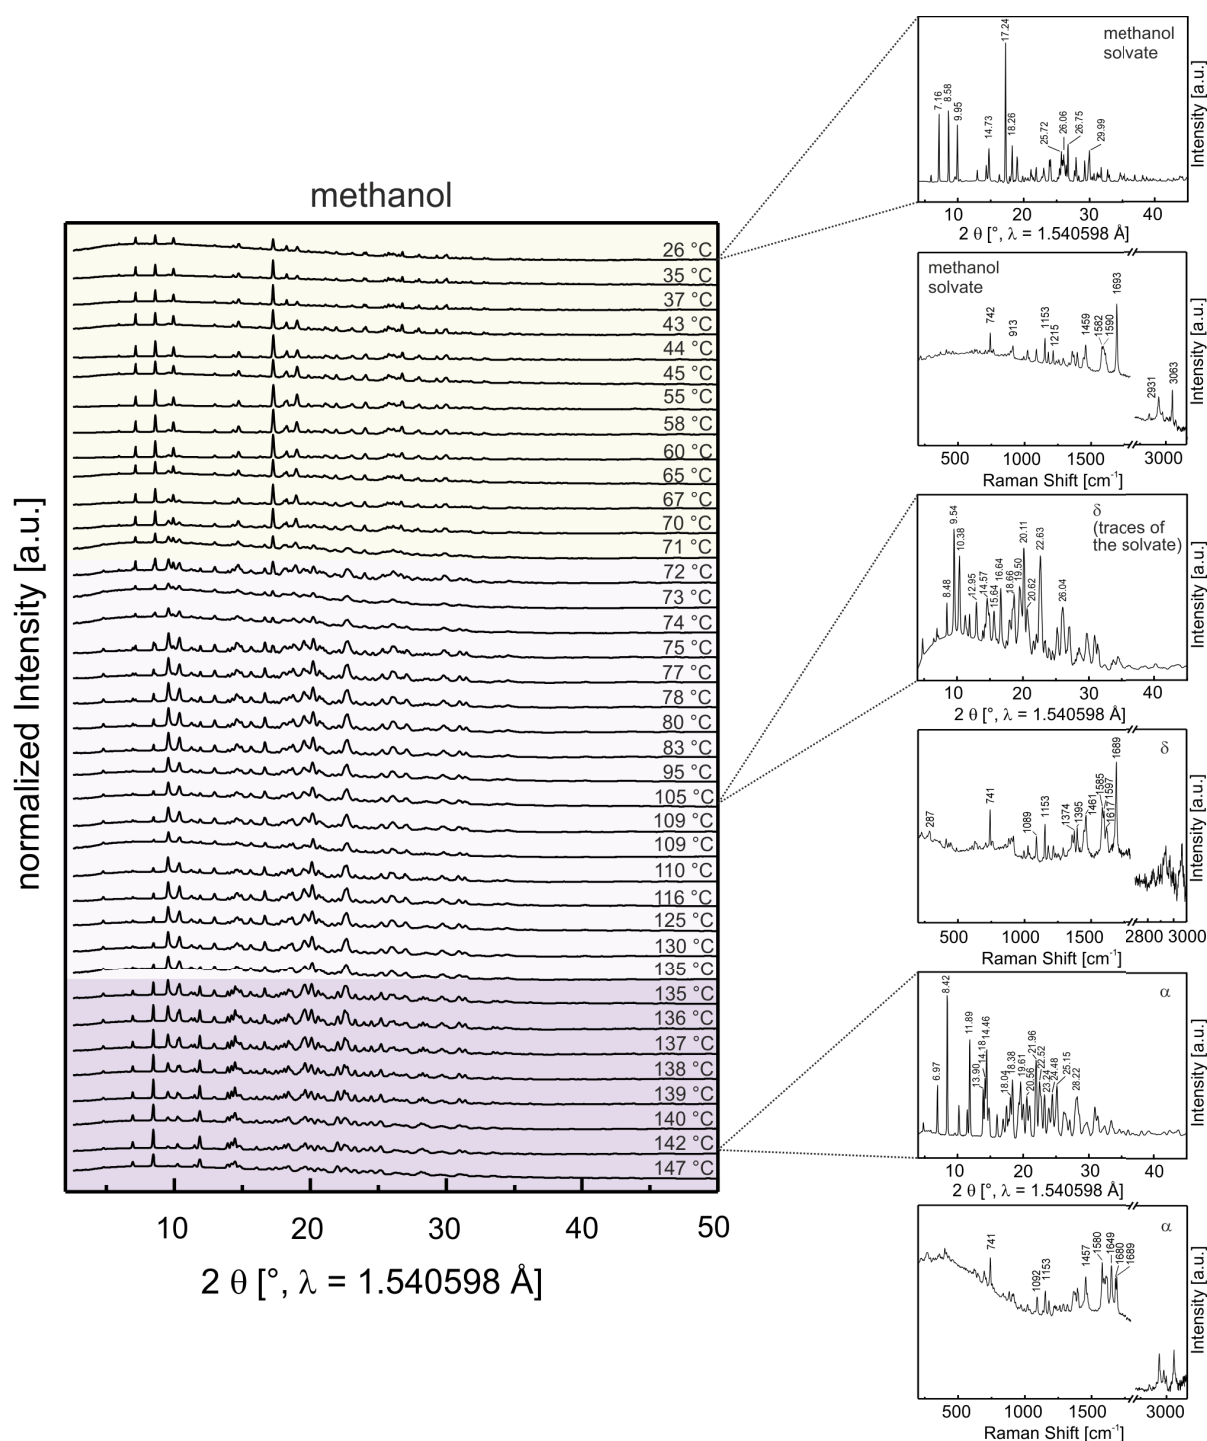 methanol
26 °C
35 °C
37 °C
43 °C
44 °C
45 °C
55 °C
58 °C
60 °C
65 °C
67 °C
70 °C
71 °C
72 °C
73 °C
74 °C
75 °C
77 °C
78 °C
80 °C
83 °C
95 °C
105 °C
109 °C
109 °C
110 °C
116 °C
125 °C
130 °C
135 °C
135 °C
136 °C
137 °C
138 °C
139 °C
140 °C
142 °C
147 °C
normalized Intensity [a.u.]
10 20 30 40 50
2 θ [°, λ = 1.540598 Å]
methanol
solvate
7.16
8.58
9.95
14.73
17.24
18.26
25.72
26.06
26.75
29.99
Intensity [a.u.]
10 20 30 40
2 θ [°, λ = 1.540598 Å]
methanol
solvate
742
913
1153
1215
1459
1582
1590
1693
2931
3063
Intensity [a.u.]
500 1000 1500 3000
Raman Shift [cm⁻¹]
δ
(traces of
the solvate)
8.48
9.54
10.38
12.95
14.57
15.64
16.64
18.66
19.50
20.11
20.62
22.63
26.04
Intensity [a.u.]
10 20 30 40
2 θ [°, λ = 1.540598 Å]
δ
287
741
1089
1153
1374
1395
1461
1585
1597
1617
1689
Intensity [a.u.]
500 1000 1500 2800 3000
Raman Shift [cm⁻¹]
α
6.97
8.42
11.89
13.90
14.18
14.46
18.04
18.38
19.61
20.56
21.96
22.52
23.24
24.48
25.15
28.22
Intensity [a.u.]
10 20 30 40
2 θ [°, λ = 1.540598 Å]
α
741
1092
1153
1457
1580
1649
1680
1689
Intensity [a.u.]
500 1000 1500 3000
Raman Shift [cm⁻¹]